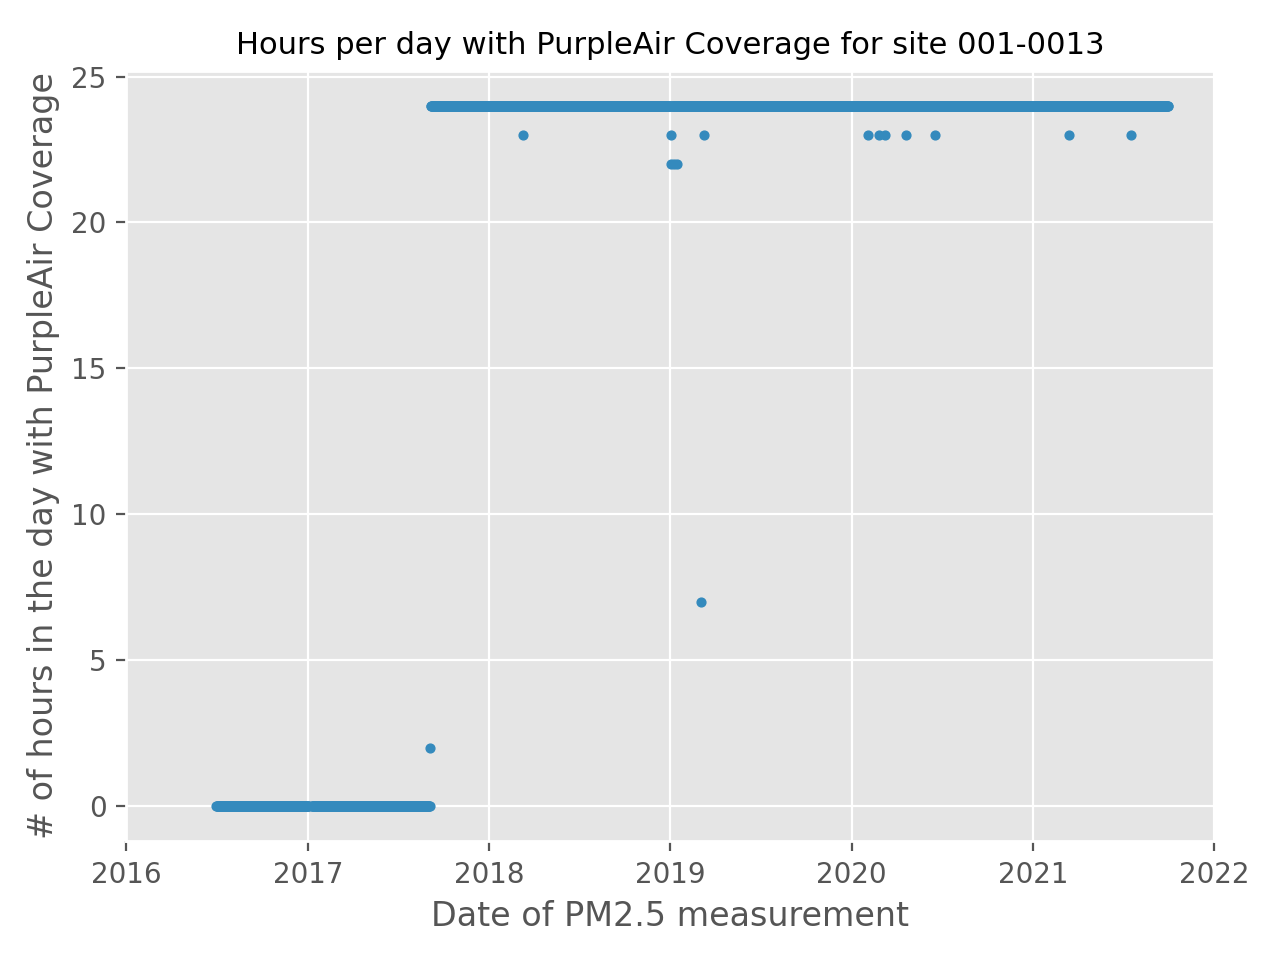 Hours per day with PurpleAir Coverage for site 001-0013
# of hours in the day with PurpleAir Coverage
25
20
15
10
5
0
2016 2017 2018 2019 2020 2021 2022
Date of PM2.5 measurement